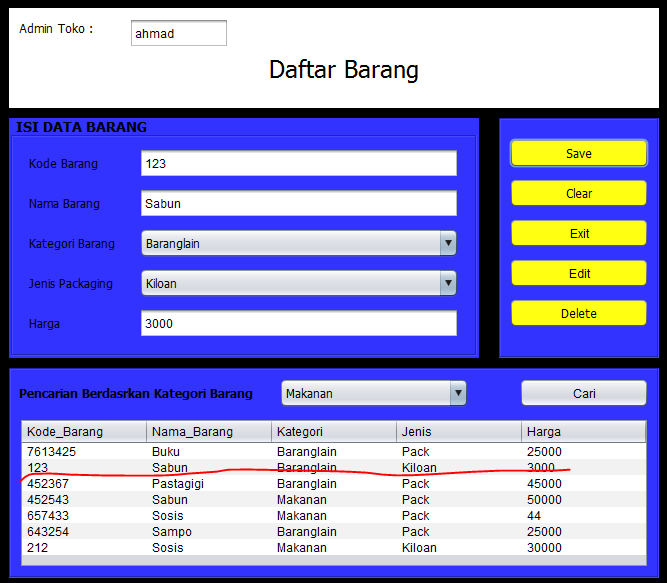 Admin Toko : ahmad
Daftar Barang
ISI DATA BARANG
Kode Barang 123
Nama Barang Sabun
Kategori Barang Baranglain
Jenis Packaging Kiloan
Harga 3000
Save
Clear
Exit
Edit
Delete
Pencarian Berdasrkan Kategori Barang Makanan Cari
Kode_Barang Nama_Barang Kategori Jenis Harga
7613425 Buku Baranglain Pack 25000
123 Sabun Baranglain Kiloan 3000
452367 Pastagigi Baranglain Pack 45000
452543 Sabun Makanan Pack 50000
657433 Sosis Makanan Pack 44
643254 Sampo Baranglain Pack 25000
212 Sosis Makanan Kiloan 30000